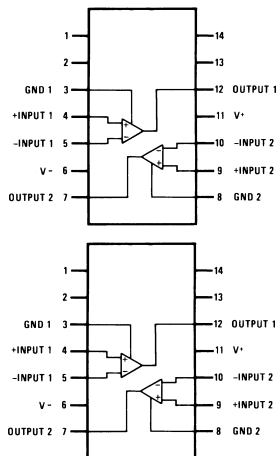 1 14
2 13
GND 1 3 12 OUTPUT 1
+INPUT 1 4 + 11 V+
−INPUT 1 5 − − 10 −INPUT 2
V− 6 + 9 +INPUT 2
OUTPUT 2 7 8 GND 2
1 14
2 13
GND 1 3 12 OUTPUT 1
+INPUT 1 4 + 11 V+
−INPUT 1 5 − − 10 −INPUT 2
V− 6 + 9 +INPUT 2
OUTPUT 2 7 8 GND 2